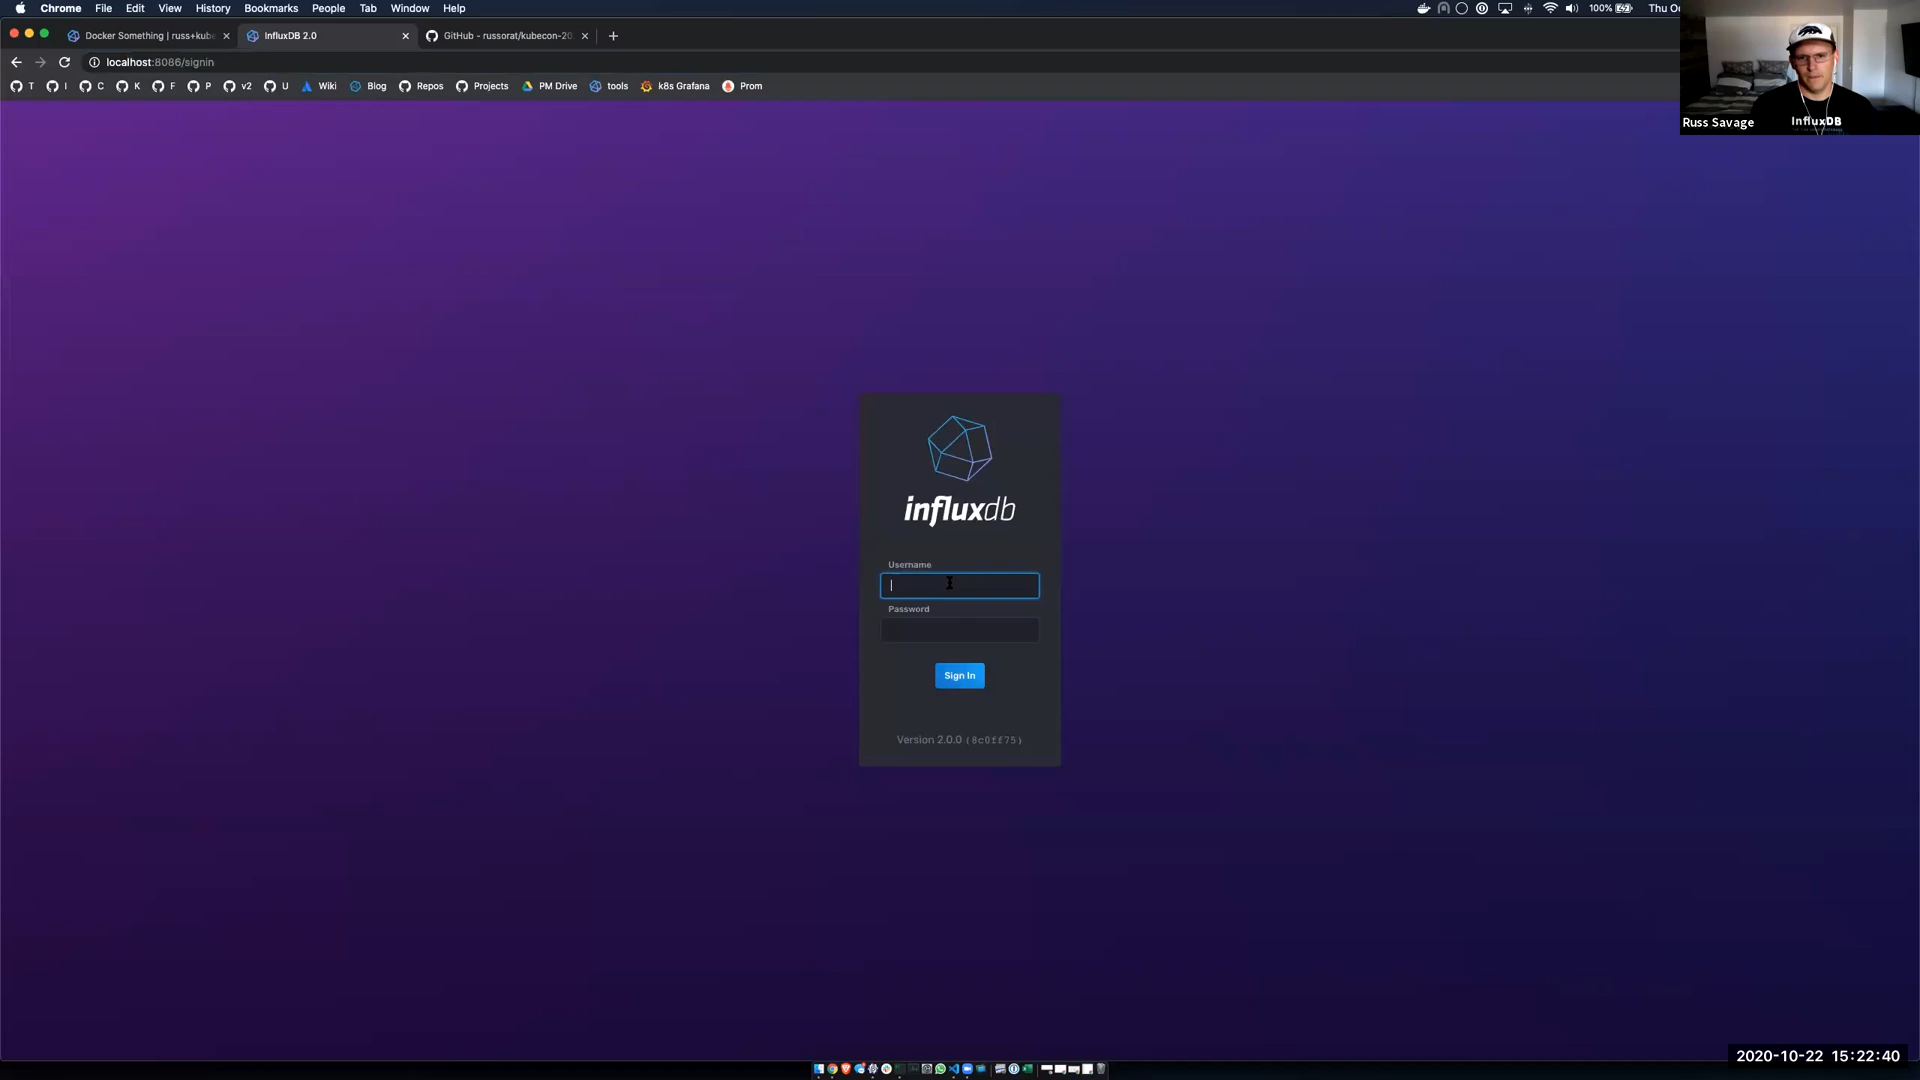 Chrome File Edit View History Bookmarks People Tab Window Help
100%
Thu Oc
Docker Something | russ+kube
InfluxDB 2.0
GitHub - russorat/kubecon-20
localhost:8086/signin
T I C K F P v2 U Wiki Blog Repos Projects PM Drive tools k8s Grafana Prom
InfluxDB
Russ Savage
influxdb
Username
Password
Sign In
Version 2.0.0 (8c0ff75)
2020-10-22 15:22:40